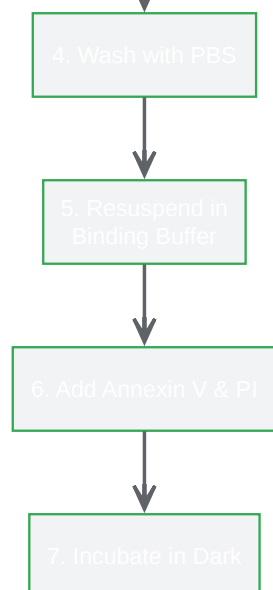 4. Wash with PBS
5. Resuspend in
Binding Buffer
6. Add Annexin V & PI
7. Incubate in Dark